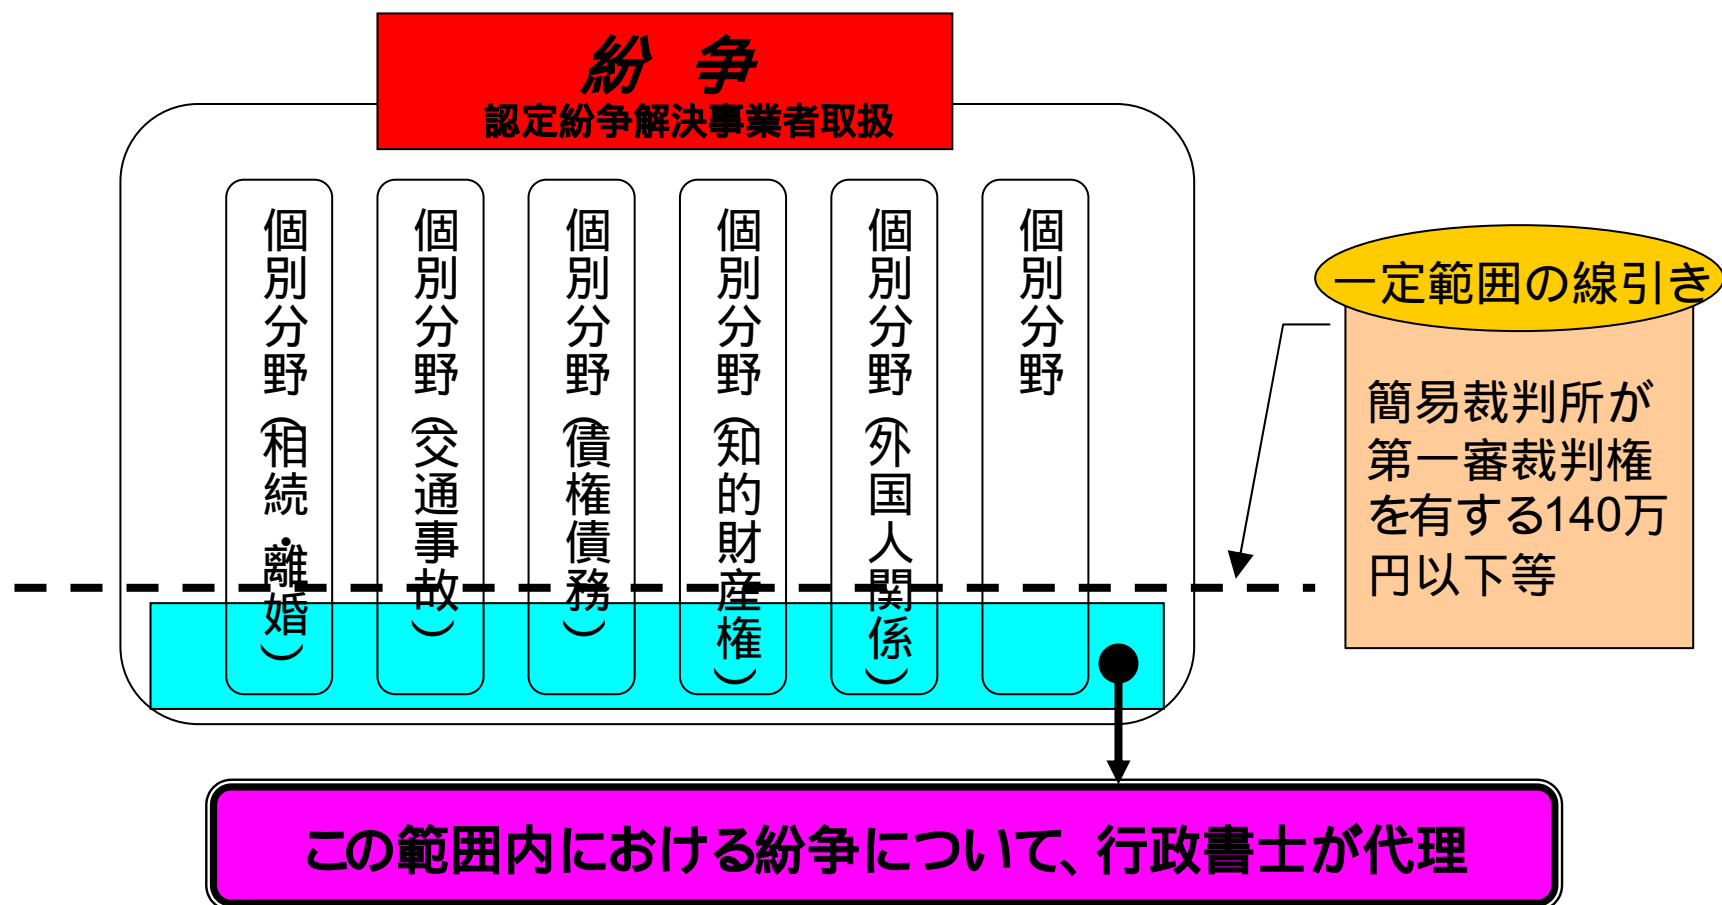 紛 争
認定紛争解決事業者取扱
個別分野（相続・離婚）
個別分野（交通事故）
個別分野（債権債務）
個別分野（知的財産権）
個別分野（外国人関係）
個別分野
一定範囲の線引き
簡易裁判所が
第一審裁判権
を有する140万
円以下等
この範囲内における紛争について、行政書士が代理